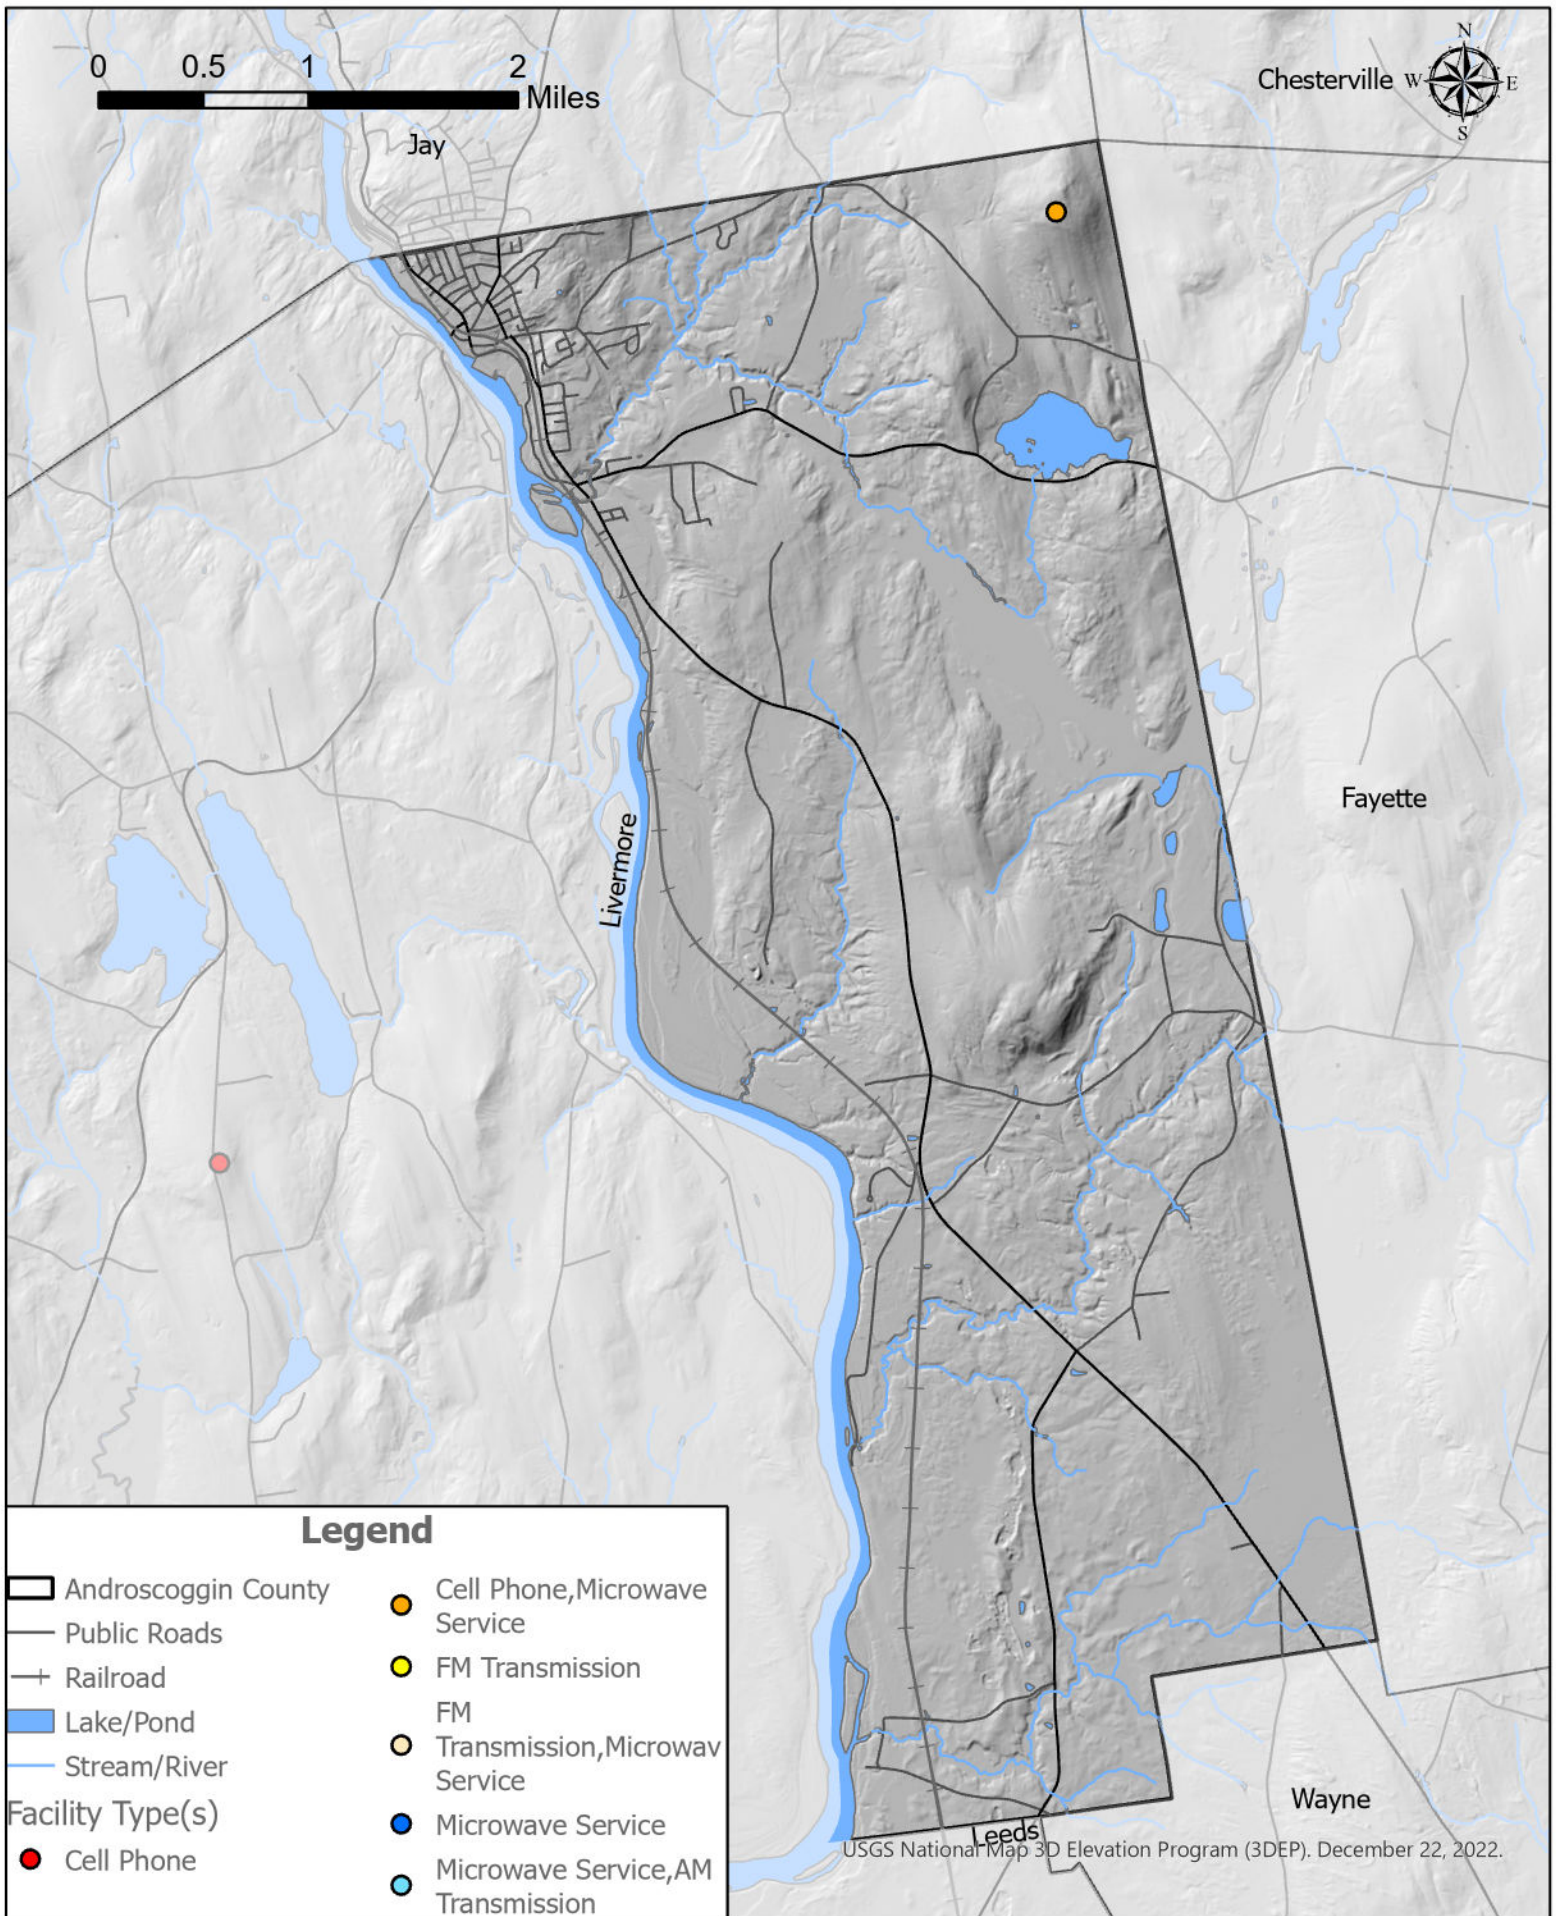 0 0.5 1 2
Miles
Chesterville
N
W E
S
Jay
Fayette
Livermore
Wayne
Leeds
USGS National Map 3D Elevation Program (3DEP). December 22, 2022.
Legend
Androscoggin County
Public Roads
Railroad
Lake/Pond
Stream/River
Facility Type(s)
Cell Phone
Cell Phone,Microwave
Service
FM Transmission
FM
Transmission,Microwav
Service
Microwave Service
Microwave Service,AM
Transmission